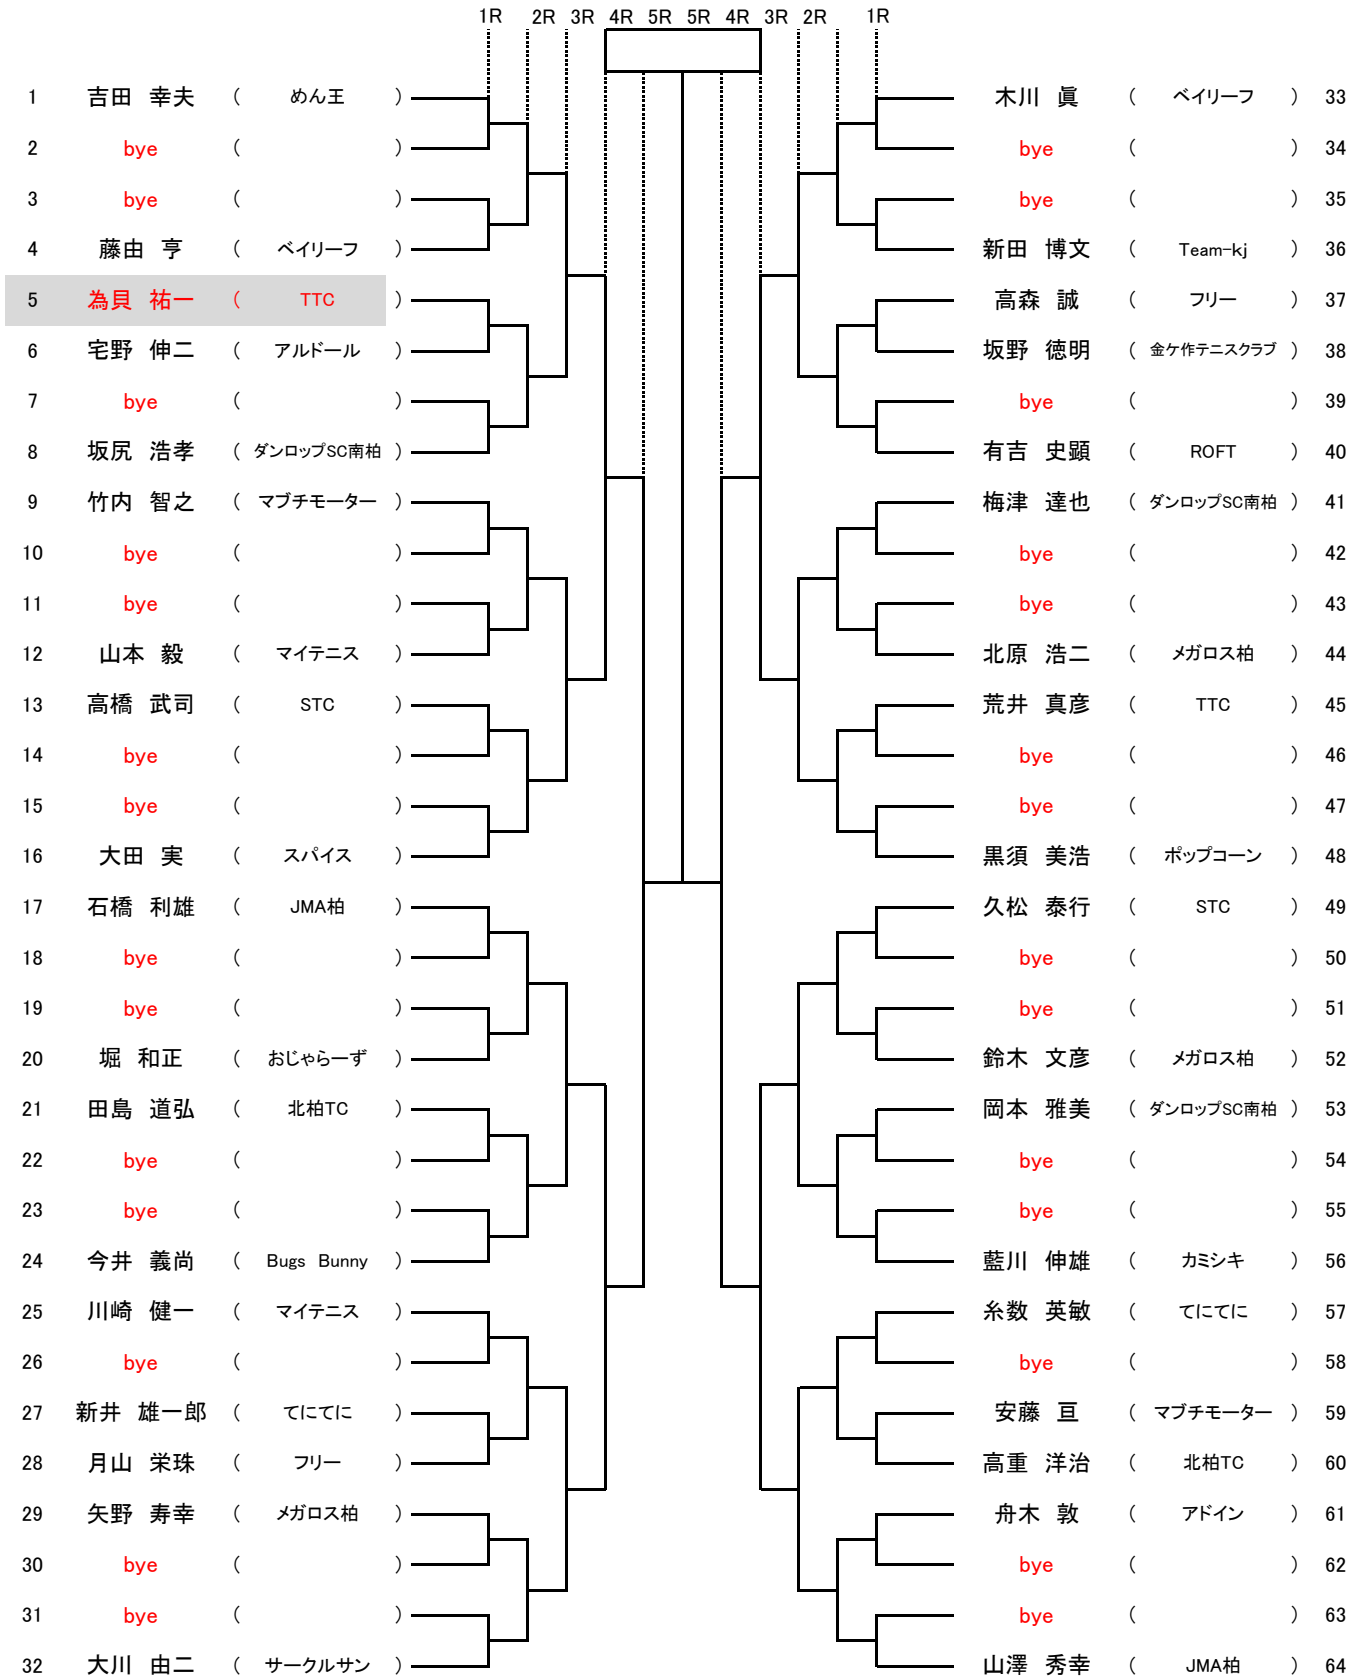 1R 2R 3R 4R 5R 5R 4R 3R 2R 1R
1 吉田 幸夫 ( めん王 ) 木川 眞 ( ベイリーフ ) 33
2 bye ( ) bye ( ) 34
3 bye ( ) bye ( ) 35
4 藤由 亨 ( ベイリーフ ) 新田 博文 ( Team-kj ) 36
5 為貝 祐一 ( TTC ) 高森 誠 ( フリー ) 37
6 宅野 伸二 ( アルドール ) 坂野 徳明 ( 金ケ作テニスクラブ ) 38
7 bye ( ) bye ( ) 39
8 坂尻 浩孝 ( ダンロップSC南柏 ) 有吉 史顕 ( ROFT ) 40
9 竹内 智之 ( マブチモーター ) 梅津 達也 ( ダンロップSC南柏 ) 41
10 bye ( ) bye ( ) 42
11 bye ( ) bye ( ) 43
12 山本 毅 ( マイテニス ) 北原 浩二 ( メガロス柏 ) 44
13 高橋 武司 ( STC ) 荒井 真彦 ( TTC ) 45
14 bye ( ) bye ( ) 46
15 bye ( ) bye ( ) 47
16 大田 実 ( スパイス ) 黒須 美浩 ( ポップコーン ) 48
17 石橋 利雄 ( JMA柏 ) 久松 泰行 ( STC ) 49
18 bye ( ) bye ( ) 50
19 bye ( ) bye ( ) 51
20 堀 和正 ( おじゃらーず ) 鈴木 文彦 ( メガロス柏 ) 52
21 田島 道弘 ( 北柏TC ) 岡本 雅美 ( ダンロップSC南柏 ) 53
22 bye ( ) bye ( ) 54
23 bye ( ) bye ( ) 55
24 今井 義尚 ( Bugs Bunny ) 藍川 伸雄 ( カミシキ ) 56
25 川崎 健一 ( マイテニス ) 糸数 英敏 ( てにてに ) 57
26 bye ( ) bye ( ) 58
27 新井 雄一郎 ( てにてに ) 安藤 亘 ( マブチモーター ) 59
28 月山 栄珠 ( フリー ) 高重 洋治 ( 北柏TC ) 60
29 矢野 寿幸 ( メガロス柏 ) 舟木 敦 ( アドイン ) 61
30 bye ( ) bye ( ) 62
31 bye ( ) bye ( ) 63
32 大川 由二 ( サークルサン ) 山澤 秀幸 ( JMA柏 ) 64